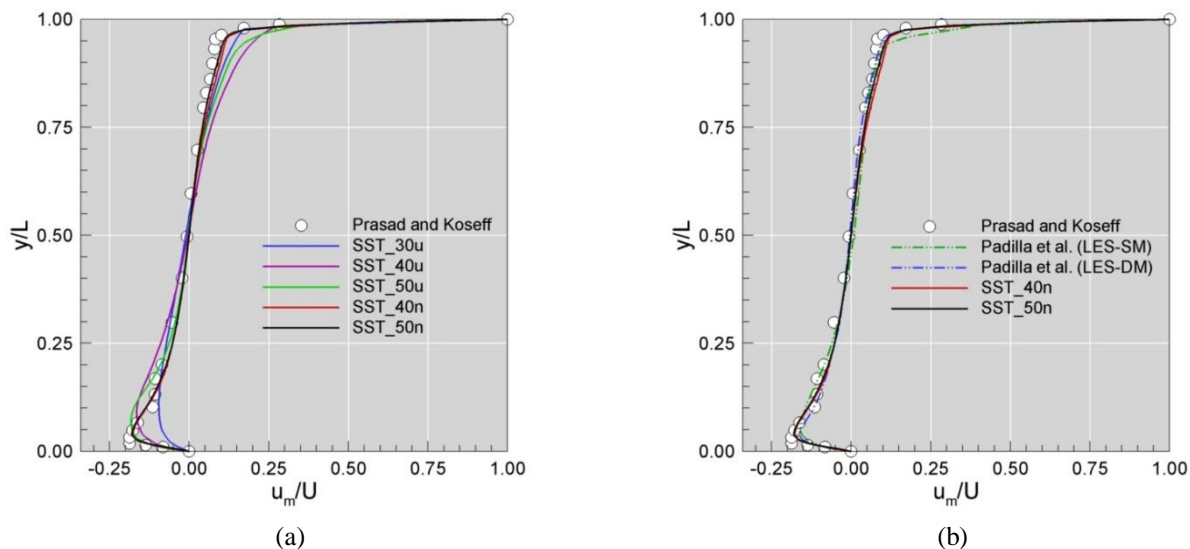 1.00
0.75
0.50
0.25
0.00
y/L
Prasad and Koseff
SST_30u
SST_40u
SST_50u
SST_40n
SST_50n
-0.25 0.00 0.25 0.50 0.75 1.00
u_m/U
(a)
1.00
0.75
0.50
0.25
0.00
y/L
Prasad and Koseff
Padilla et al. (LES-SM)
Padilla et al. (LES-DM)
SST_40n
SST_50n
-0.25 0.00 0.25 0.50 0.75 1.00
u_m/U
(b)